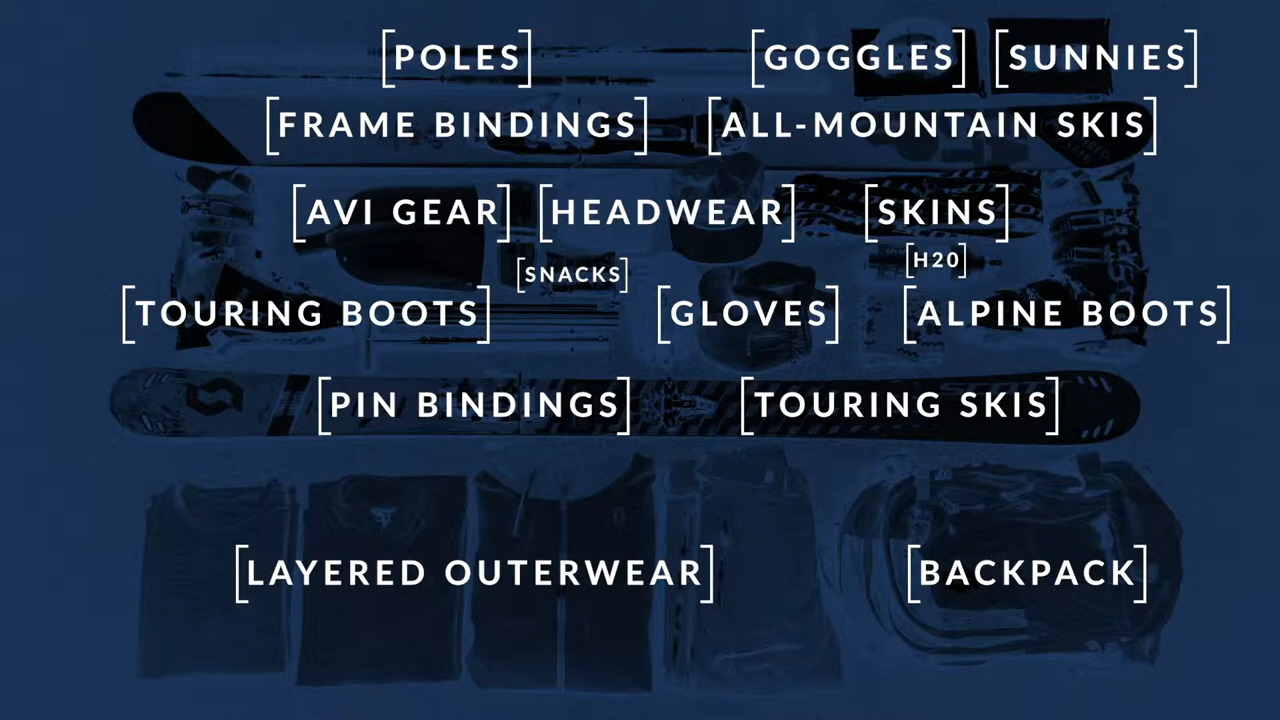 [POLES] [GOGGLES] [SUNNIES]
[FRAME BINDINGS] [ALL-MOUNTAIN SKIS]
[AVI GEAR] [HEADWEAR] [SKINS]
[SNACKS] [H20]
[TOURING BOOTS] [GLOVES] [ALPINE BOOTS]
[PIN BINDINGS] [TOURING SKIS]
[LAYERED OUTERWEAR] [BACKPACK]